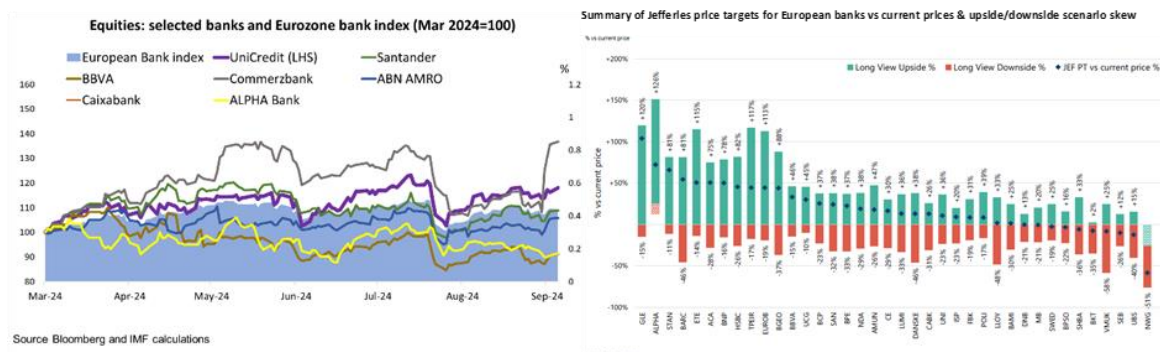 Equities: selected banks and Eurozone bank index (Mar 2024=100)
European Bank index UniCredit (LHS) Santander
BBVA Commerzbank ABN AMRO
Caixabank ALPHA Bank
%
160
150
140
130
120
110
100
90
80
1.2
1
0.8
0.6
0.4
0.2
0
Mar-24 Apr-24 May-24 Jun-24 Jul-24 Aug-24 Sep-24
Source Bloomberg and IMF calculations
Summary of Jefferies price targets for European banks vs current prices & upside/downside scenario skew
% vs current price
Long View Upside % Long View Downside % JEF PT vs current price %
% vs current price
+200%
+150%
+100%
+50%
+0%
-50%
-100%
+120% +126% +81% +81% +115% +75% +78% +82% +117% +113% +88% +46% +45% +37% +38% +37% +38% +47% +30% +36% +38% +26% +36% +20% +31% +39% +33% +25% +13% +20% +25% +16% +33% +2% +25% +12% +15%
-15% -11% -46% -14% -28% -16% -26% -17% -19% -37% -15% -10% -23% -32% -33% -29% -26% -29% -33% -46% -31% -23% -23% -19% -17% -48% -30% -21% -21% -19% -22% -36% -35% -58% -26% -40% -51%
GLE ALPHA STAN BARC ETE ACA BNP HSBC TPEIR EUROB BGEO BBVA UCG BCP SAN BPE NDA AMUN CE LUMI DANSKE CABK UNI ISP FBK POLI LLOY BAMI DNB MB SWED BPSO SHBA BKT VMUK SEB UBS NWG